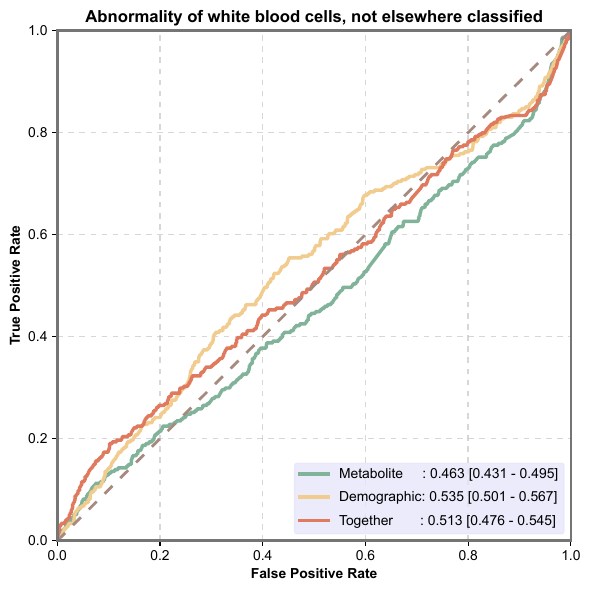 Abnormality of white blood cells, not elsewhere classified
1.0
0.8
0.6
0.4
0.2
0.0
True Positive Rate
Metabolite : 0.463 [0.431 - 0.495]
Demographic: 0.535 [0.501 - 0.567]
Together : 0.513 [0.476 - 0.545]
0.0 0.2 0.4 0.6 0.8 1.0
False Positive Rate